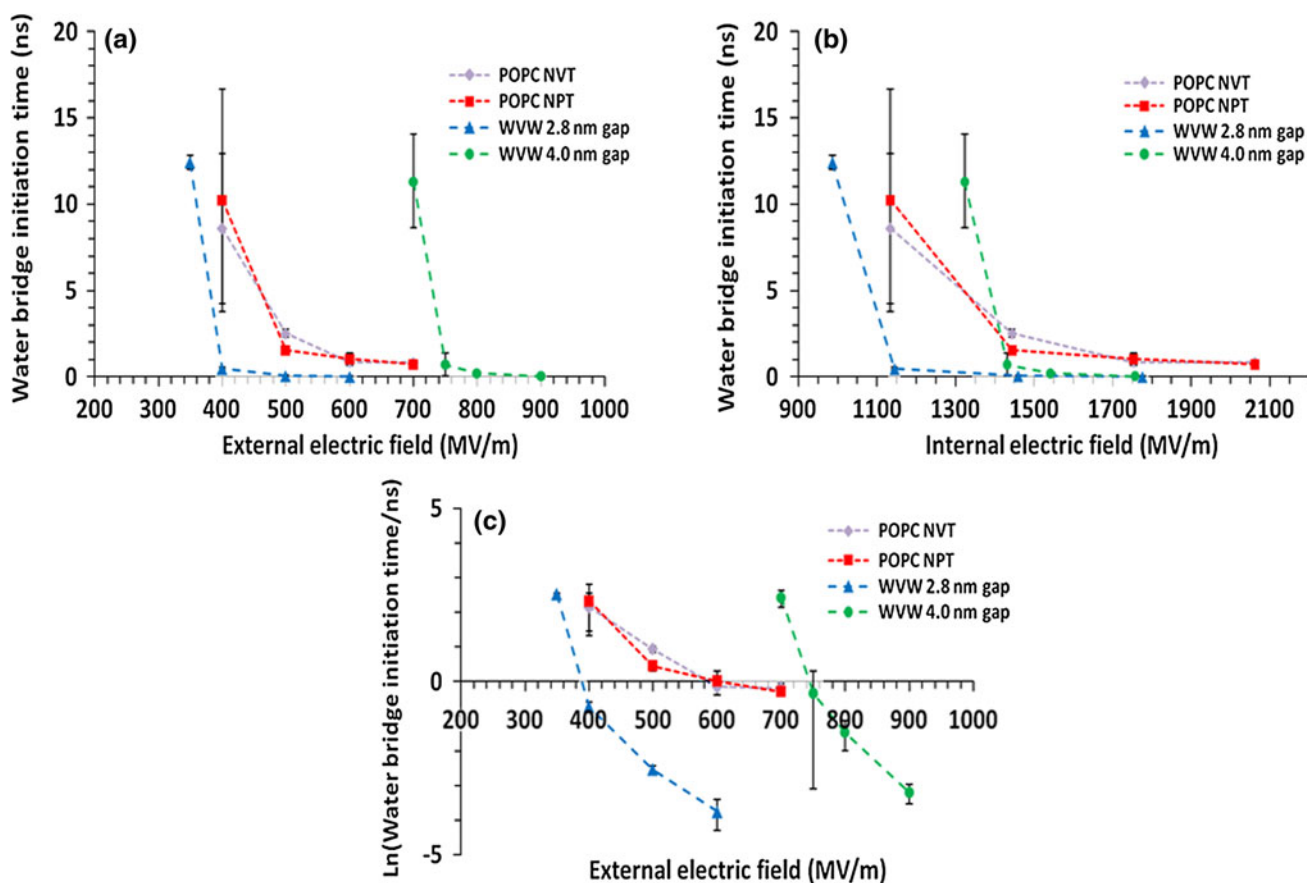 (a)
Water bridge initiation time (ns)
20
15
10
5
0
200 300 400 500 600 700 800 900 1000
External electric field (MV/m)
POPC NVT
POPC NPT
WVW 2.8 nm gap
WVW 4.0 nm gap
(b)
Water bridge initiation time (ns)
20
15
10
5
0
900 1100 1300 1500 1700 1900 2100
Internal electric field (MV/m)
POPC NVT
POPC NPT
WVW 2.8 nm gap
WVW 4.0 nm gap
(c)
Ln(Water bridge initiation time/ns)
5
0
-5
200 300 400 500 600 700 800 900 1000
External electric field (MV/m)
POPC NVT
POPC NPT
WVW 2.8 nm gap
WVW 4.0 nm gap